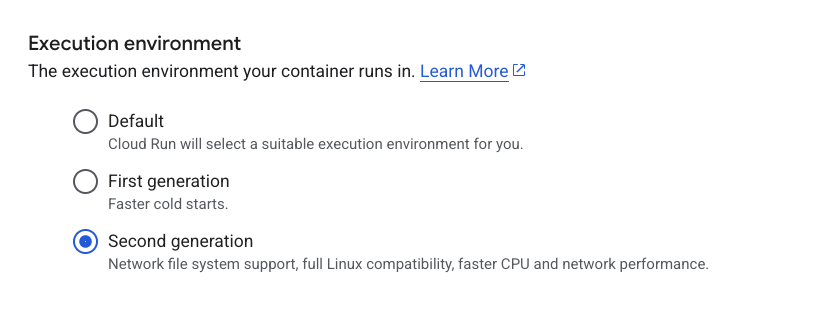 Execution environment
The execution environment your container runs in. Learn More
Default
Cloud Run will select a suitable execution environment for you.
First generation
Faster cold starts.
Second generation
Network file system support, full Linux compatibility, faster CPU and network performance.